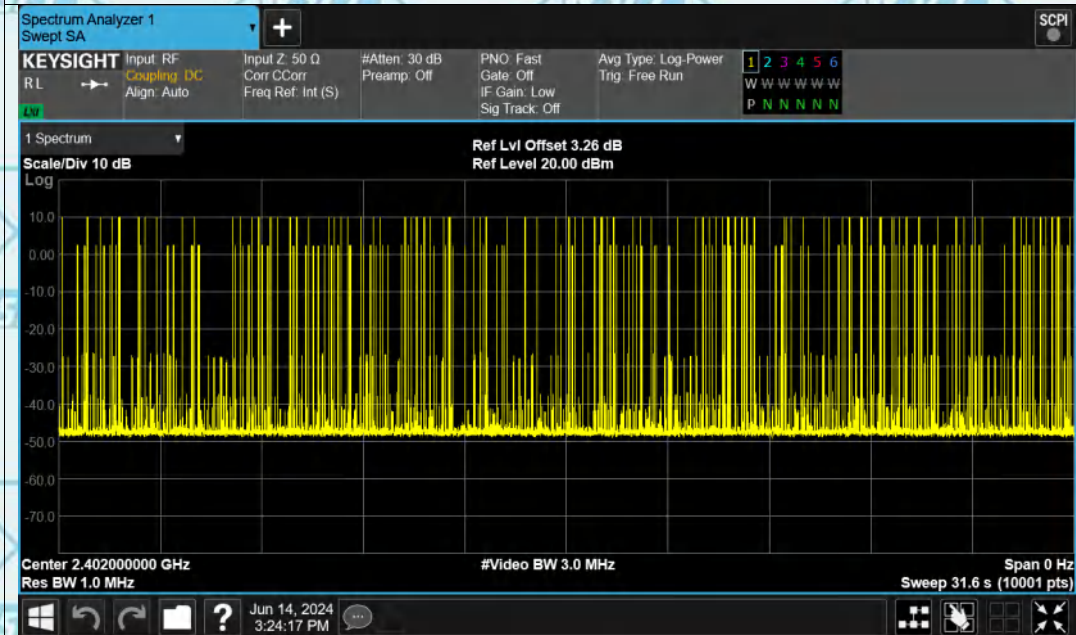 Spectrum Analyzer 1
Swept SA
+
SCPI
KEYSIGHT
R L
LXI
Input: RF
Coupling: DC
Align: Auto
Input Z: 50 Ω
Corr CCorr
Freq Ref: Int (S)
#Atten: 30 dB
Preamp: Off
PNO: Fast
Gate: Off
IF Gain: Low
Sig Track: Off
Avg Type: Log-Power
Trig: Free Run
1 2 3 4 5 6
W W W W W W
P N N N N N
1 Spectrum
Scale/Div 10 dB
Ref Lvl Offset 3.26 dB
Ref Level 20.00 dBm
Log
10.0
0.00
-10.0
-20.0
-30.0
-40.0
-50.0
-60.0
-70.0
Center 2.402000000 GHz
#Video BW 3.0 MHz
Span 0 Hz
Res BW 1.0 MHz
Sweep 31.6 s (10001 pts)
?
Jun 14, 2024
3:24:17 PM